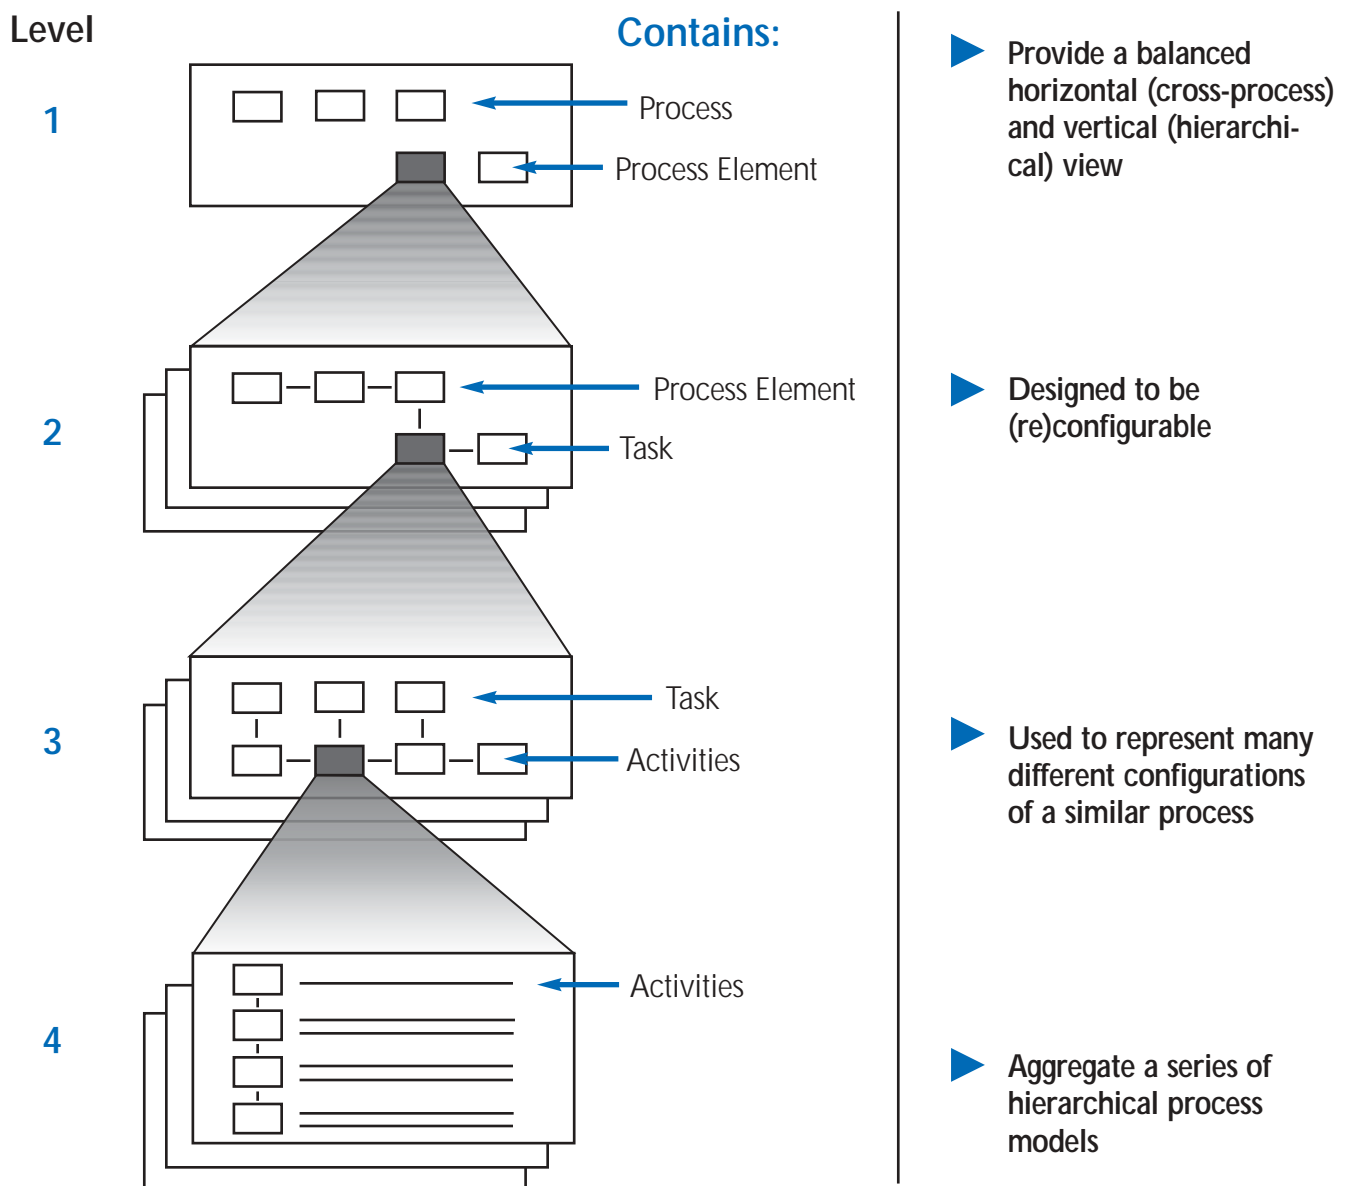 Level
Contains:
1
Process
Process Element
2
Process Element
Task
3
Task
Activities
4
Activities
Provide a balanced
horizontal (cross-process)
and vertical (hierarchi-
cal) view
Designed to be
(re)configurable
Used to represent many
different configurations
of a similar process
Aggregate a series of
hierarchical process
models